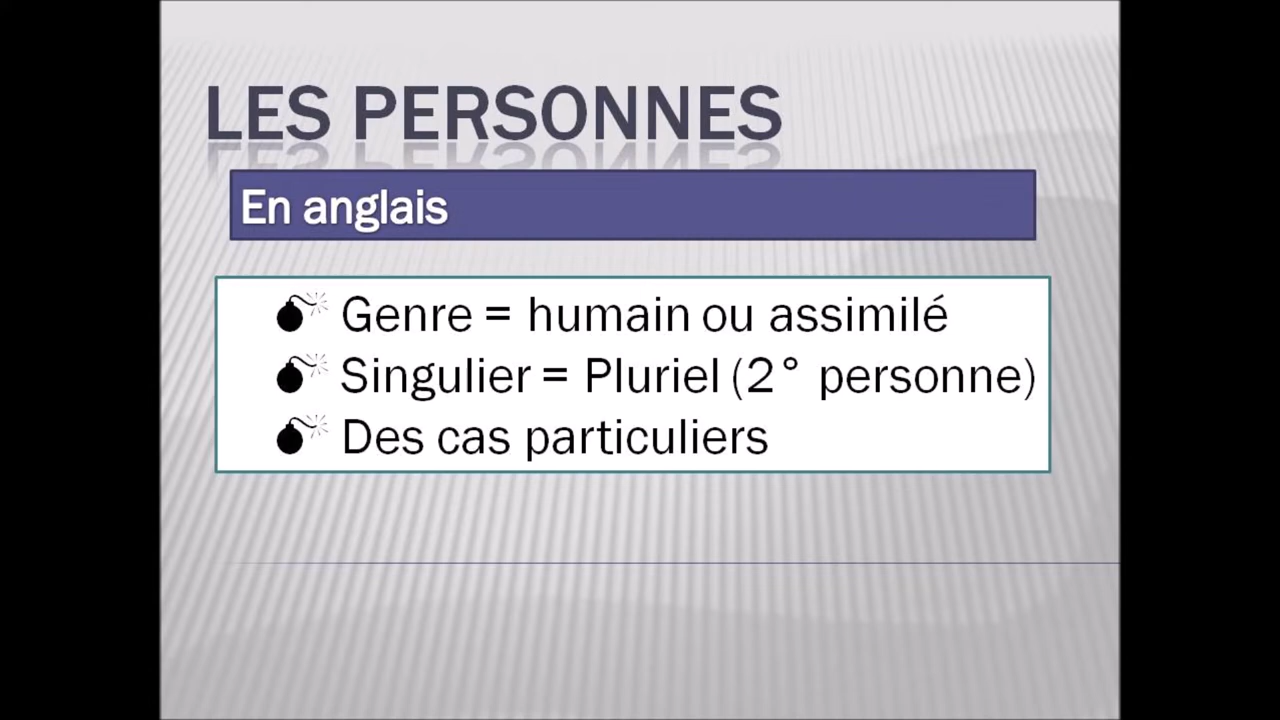 LES PERSONNES
En anglais
Genre = humain ou assimilé
Singulier = Pluriel (2° personne)
Des cas particuliers